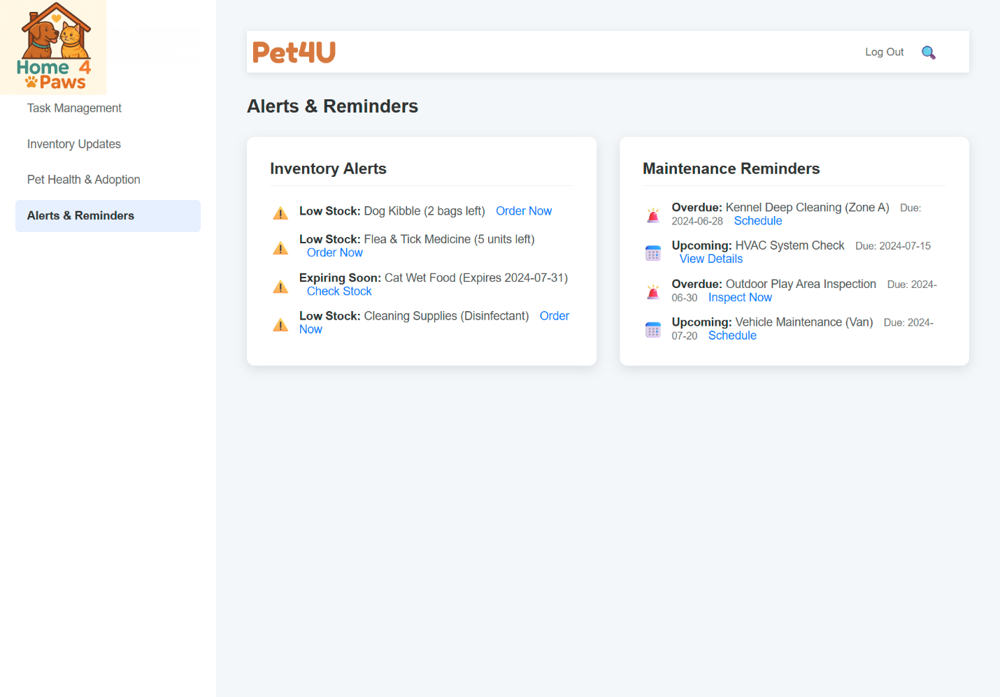 Home 4
Paws
Task Management
Inventory Updates
Pet Health & Adoption
Alerts & Reminders
Pet4U
Log Out
Alerts & Reminders
Inventory Alerts
Low Stock: Dog Kibble (2 bags left) Order Now
Low Stock: Flea & Tick Medicine (5 units left)
Order Now
Expiring Soon: Cat Wet Food (Expires 2024-07-31)
Check Stock
Low Stock: Cleaning Supplies (Disinfectant) Order
Now
Maintenance Reminders
Overdue: Kennel Deep Cleaning (Zone A) Due:
2024-06-28 Schedule
Upcoming: HVAC System Check Due: 2024-07-15
View Details
Overdue: Outdoor Play Area Inspection Due: 2024-
06-30 Inspect Now
Upcoming: Vehicle Maintenance (Van) Due: 2024-
07-20 Schedule